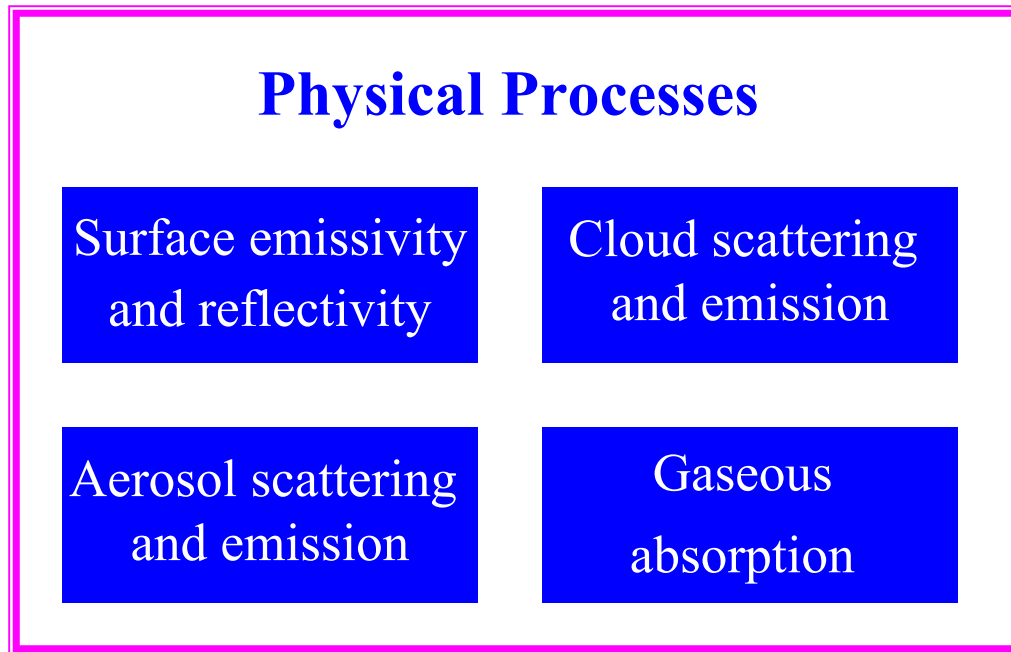 Physical Processes
Surface emissivity
and reflectivity
Cloud scattering
and emission
Aerosol scattering
and emission
Gaseous
absorption